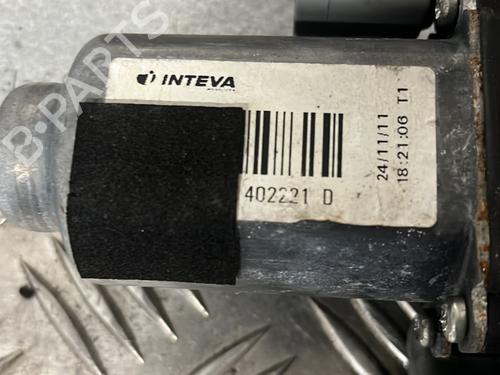 INTEVA
402221 D
24/11/11
18:21:06 T1
B-PARTS